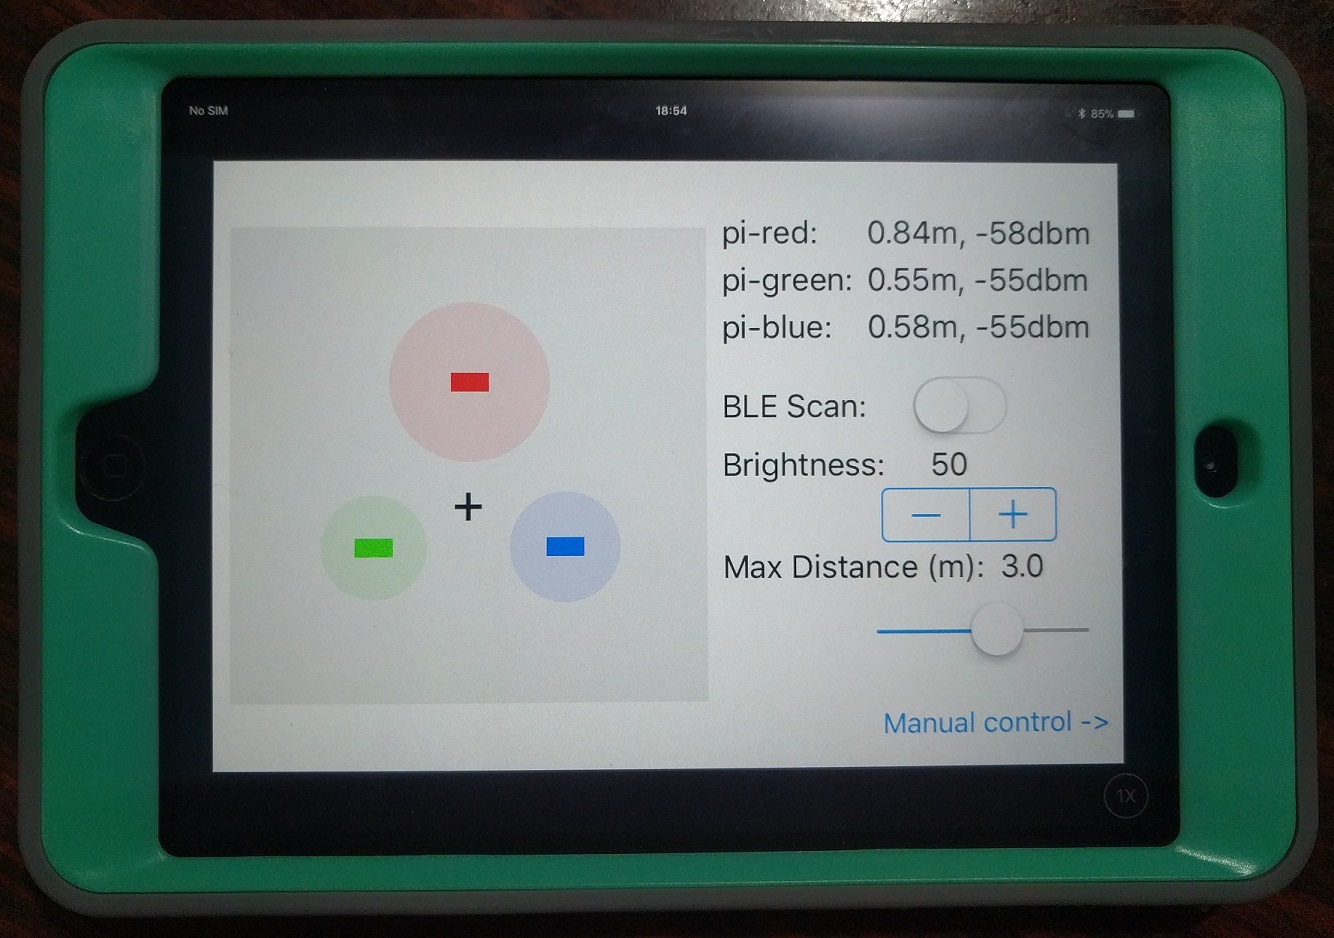 No SIM 18:54 85%
pi-red: 0.84m, -58dbm
pi-green: 0.55m, -55dbm
pi-blue: 0.58m, -55dbm
BLE Scan:
Brightness: 50
− +
Max Distance (m): 3.0
Manual control ->
1X